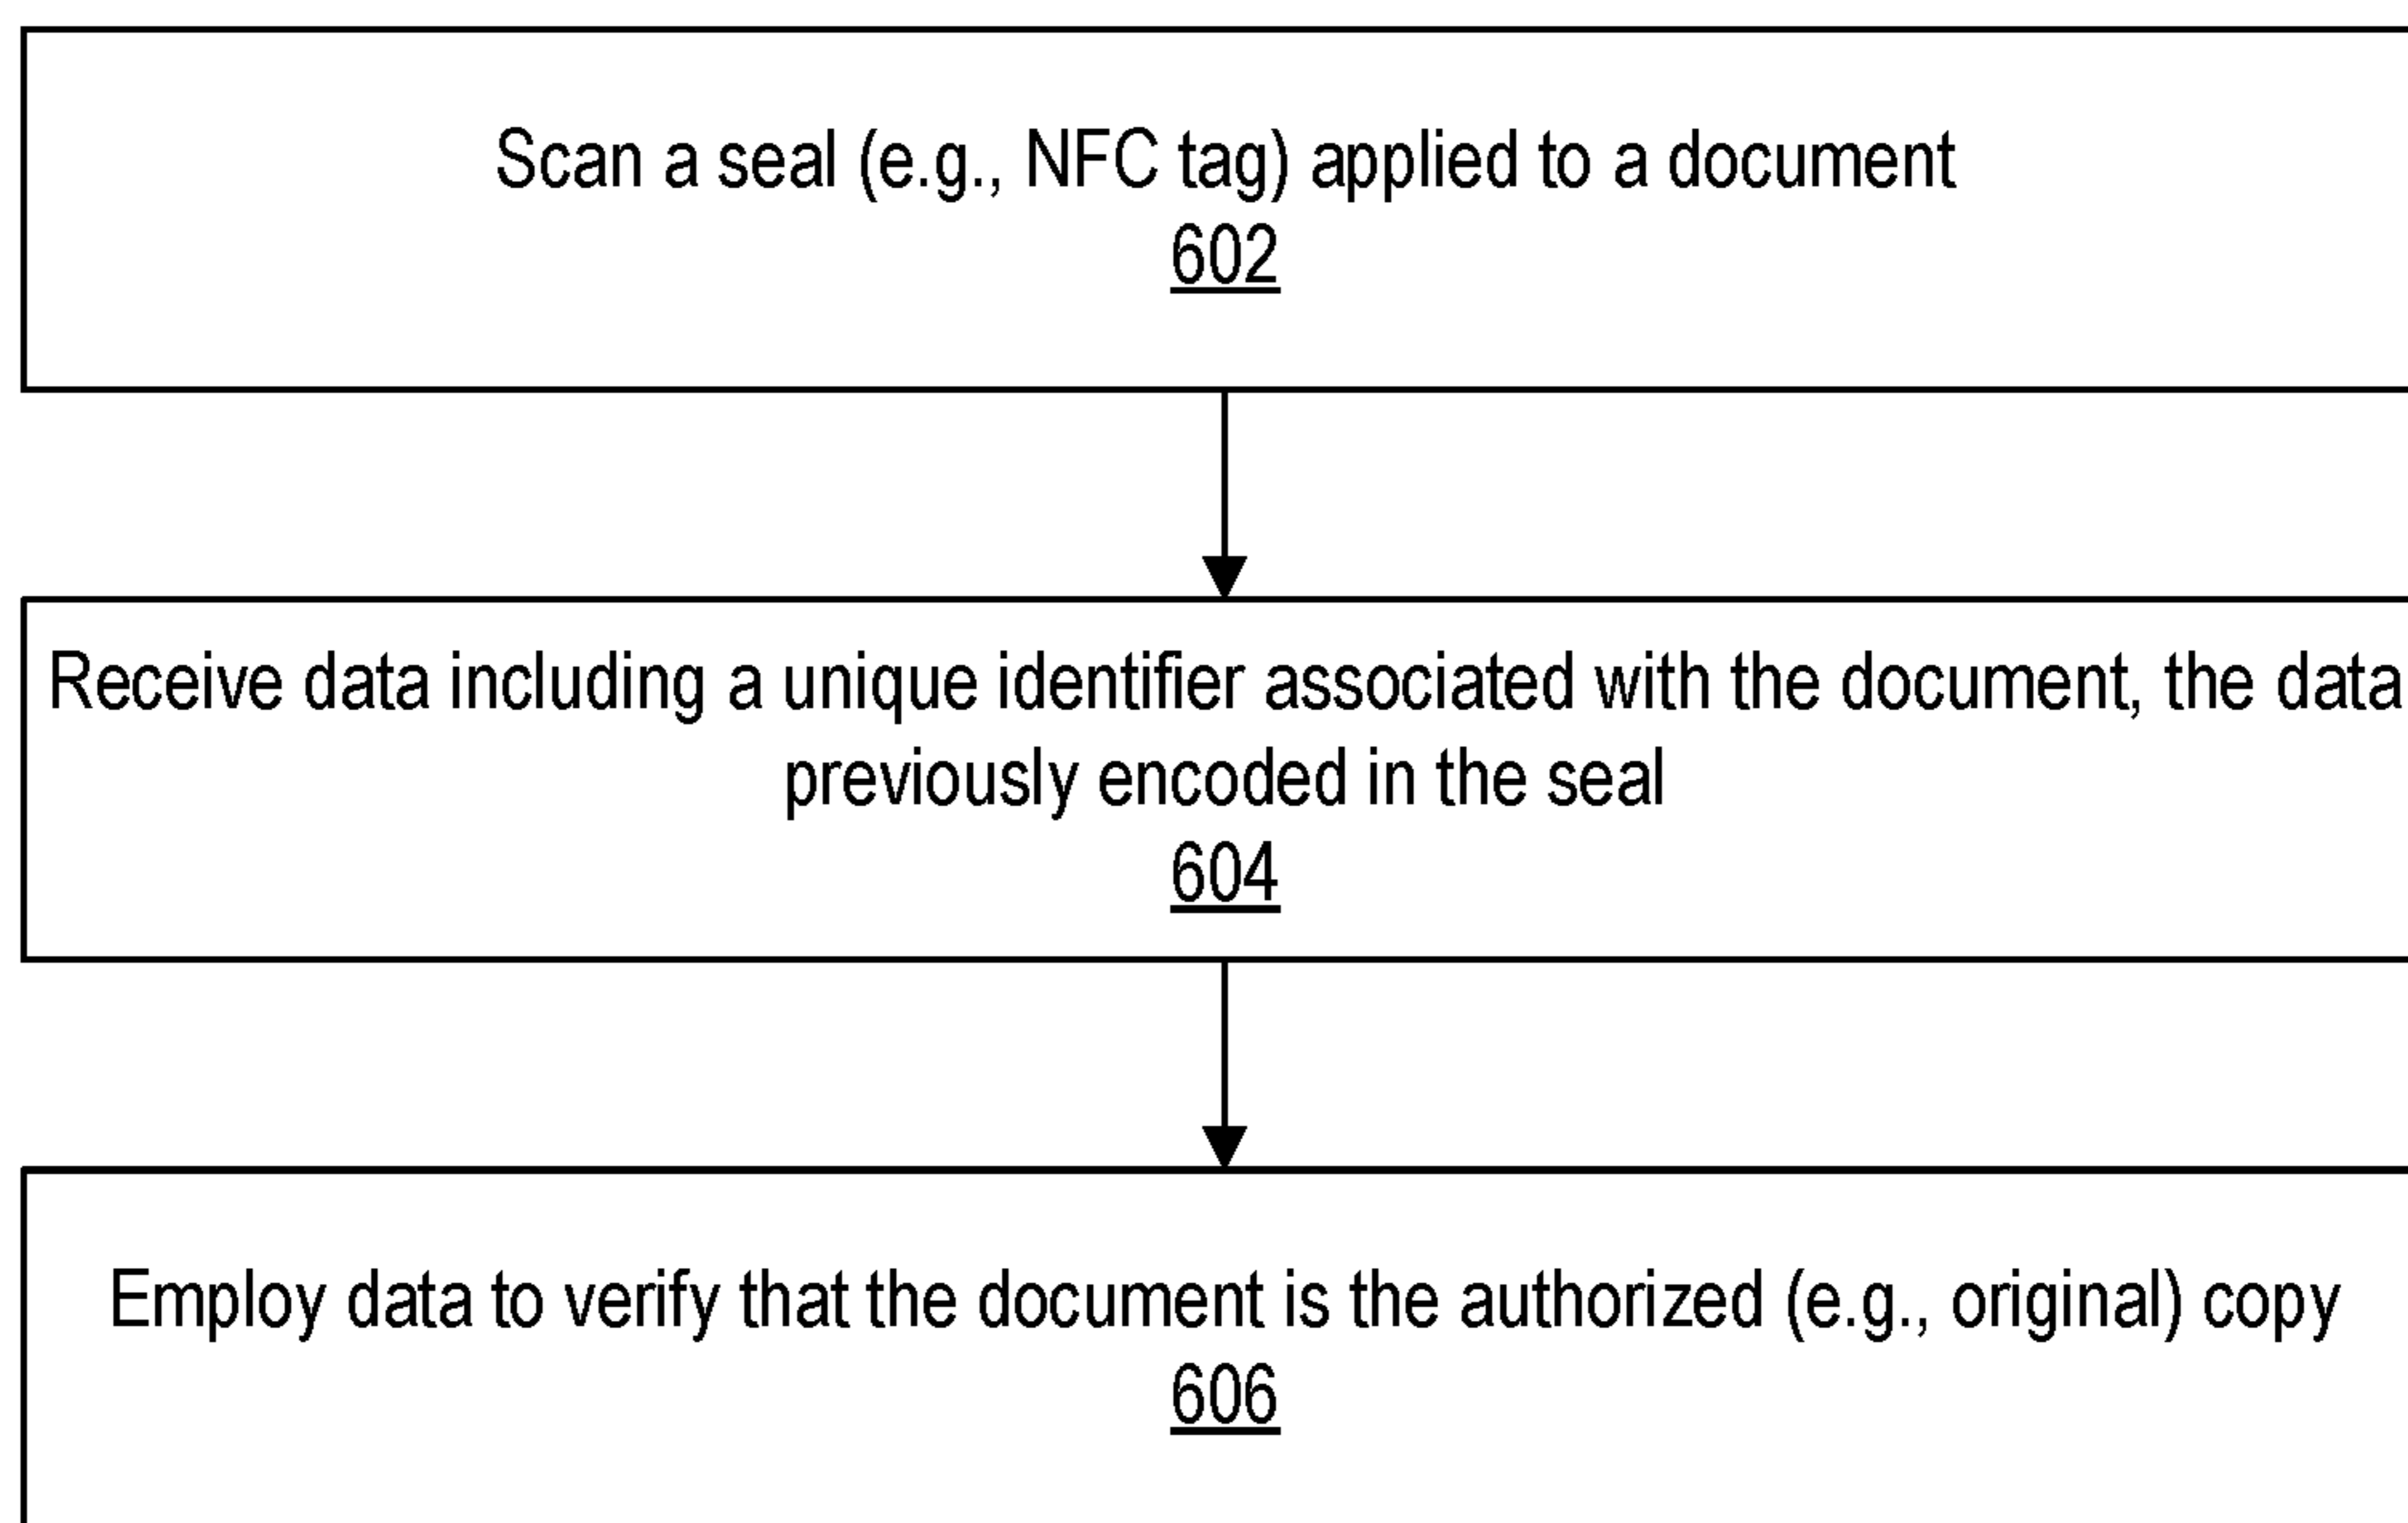 Scan a seal (e.g., NFC tag) applied to a document
602
Receive data including a unique identifier associated with the document, the data
previously encoded in the seal
604
Employ data to verify that the document is the authorized (e.g., original) copy
606